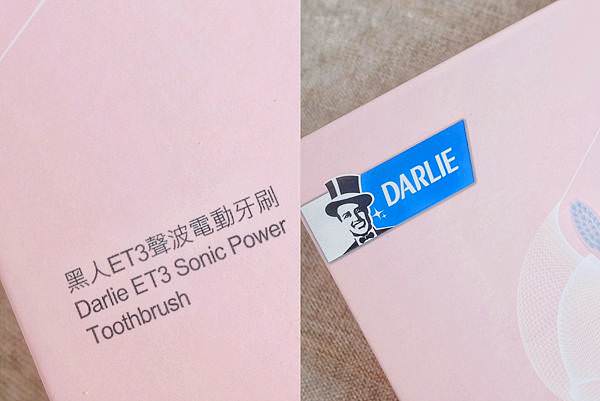 黑人ET3聲波電動牙刷
Darlie ET3 Sonic Power
Toothbrush
DARLIE